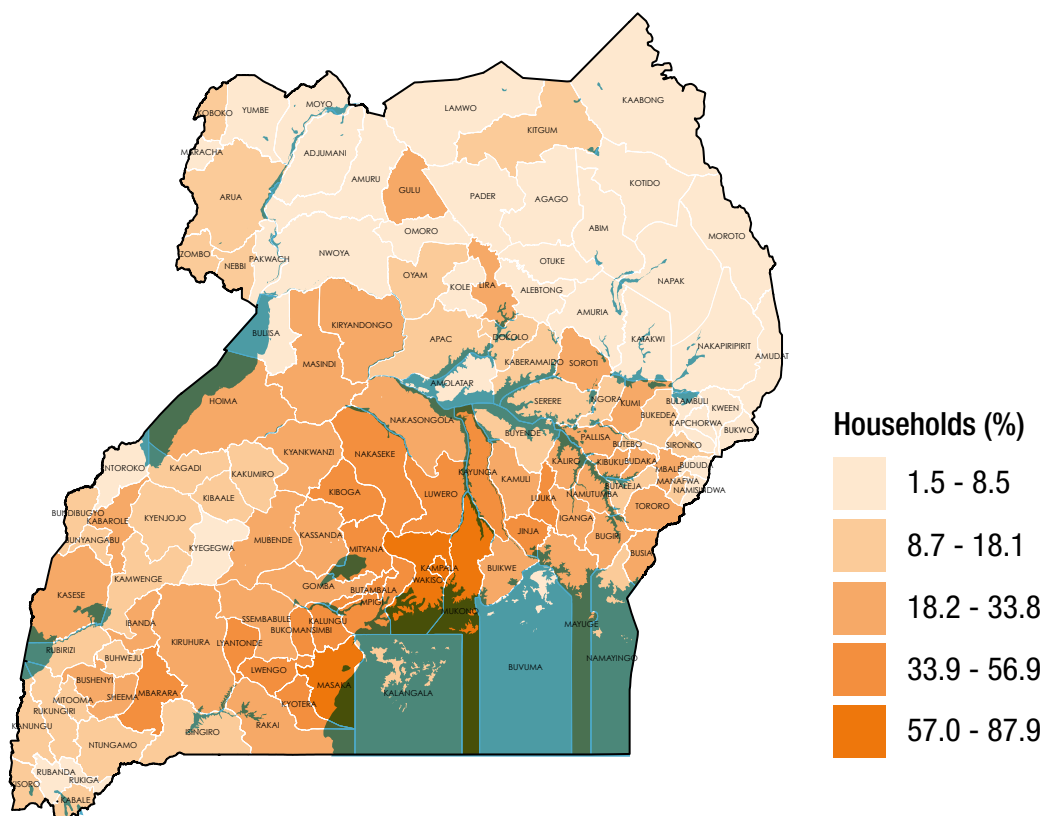 KAABONG
LAMWO
MOYO
YUMBE
KOBOKO
KITGUM
MARACHA
ADJUMANI
AMURU
GULU
KOTIDO
ARUA
PADER
AGAGO
ABIM
OMORO
MOROTO
ZOMBO
NEBBI
PAKWACH
NWOYA
OTUKE
OYAM
KOLE
LIRA
ALEBTONG
NAPAK
AMURIA
KIRYANDONGO
BULIISA
APAC
DOKOLO
KATAKWI
NAKAPIRIPIRIT
AMUDAT
MASINDI
KABERAMAIDO
SOROTI
AMOLATAR
HOIMA
SERERE
NGORA
KUMI
BULAMBULI
KWEEN
BUKEDEA
KAPCHORWA
NAKASONGOLA
BUYENDE
PALLISA
BUKWO
BUTEBO
SIRONKO
KYANKWANZI
NAKASEKE
KALIRO
KIBUKU
BUDAKA
MBALE
BUDUDA
NTOROKO
KAGADI
KAKUMIRO
KAYUNGA
KAMULI
MANAFWA
BUTALEJA
NAMISINDWA
KIBOGA
LUWERO
LUUKA
NAMUTUMBA
KIBAALE
TORORO
BUNDIBUGYO
KABAROLE
KYENJOJO
IGANGA
BUNYANGABU
MUBENDE
KASSANDA
MITYANA
JINJA
BUGIRI
KYEGEGWA
BUSIA
KAMWENGE
GOMBA
KAMPALA
WAKISO
BUIKWE
KASESE
BUTAMBALA
MPIGI
MUKONO
IBANDA
SSEMBABULE
KALUNGU
MAYUGE
BUKOMANSIMBI
KIRUHURA
LYANTONDE
RUBIRIZI
BUHWEJU
LWENGO
BUVUMA
NAMAYINGO
BUSHENYI
MASAKA
KALANGALA
MITOOMA
SHEEMA
MBARARA
KYOTERA
RUKUNGIRI
KANUNGU
RAKAI
ISINGIRO
NTUNGAMO
RUBANDA
RUKIGA
KISORO
KABALE
Households (%)
1.5 - 8.5
8.7 - 18.1
18.2 - 33.8
33.9 - 56.9
57.0 - 87.9